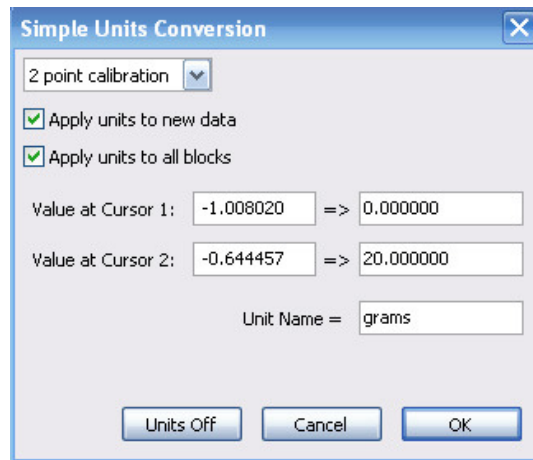 Simple Units Conversion
2 point calibration
Apply units to new data
Apply units to all blocks
Value at Cursor 1: -1.008020 => 0.000000
Value at Cursor 2: -0.644457 => 20.000000
Unit Name = grams
Units Off Cancel OK